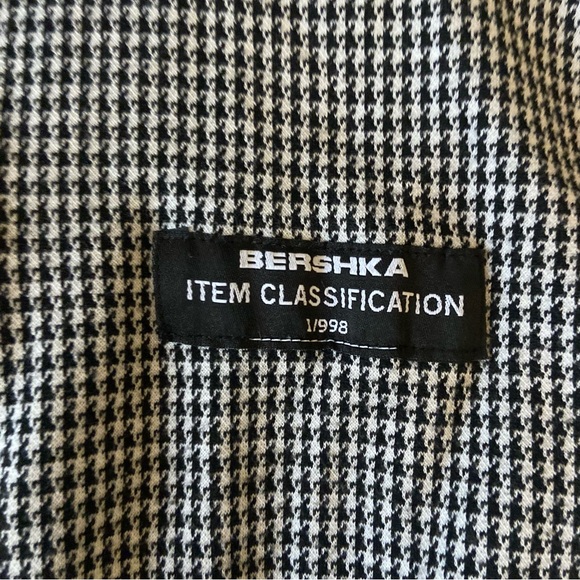 BERSHKA
ITEM CLASSIFICATION
1/998